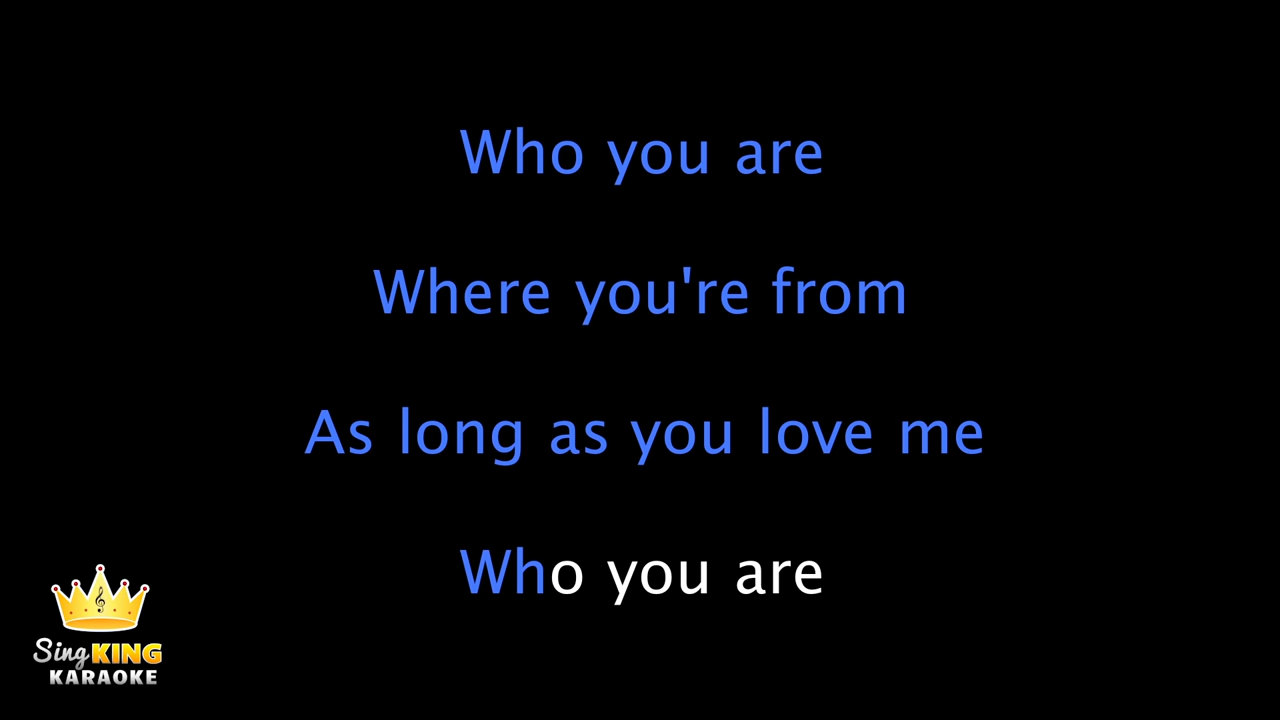 Who you are
Where you're from
As long as you love me
Who you are
Sing KING
KARAOKE